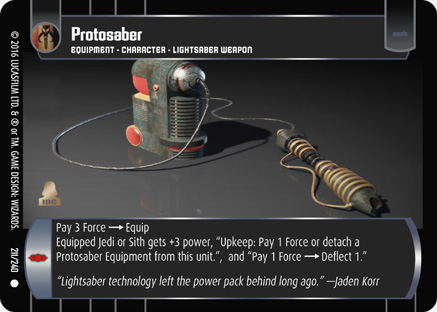 Protosaber
EQUIPMENT - CHARACTER - LIGHTSABER WEAPON
© 2016 LUCASFILM LTD. & ® or TM. GAME DESIGN: WIZARDS. 211/240
Pay 3 Force → Equip
Equipped Jedi or Sith gets +3 power, “Upkeep: Pay 1 Force or detach a
Protosaber Equipment from this unit.”, and “Pay 1 Force → Deflect 1.”
“Lightsaber technology left the power pack behind long ago.” —Jaden Korr